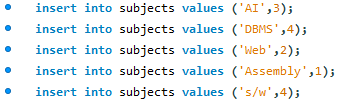 insert into subjects values ('AI',3);
insert into subjects values ('DBMS',4);
insert into subjects values ('Web',2);
insert into subjects values ('Assembly',1);
insert into subjects values ('s/w',4);